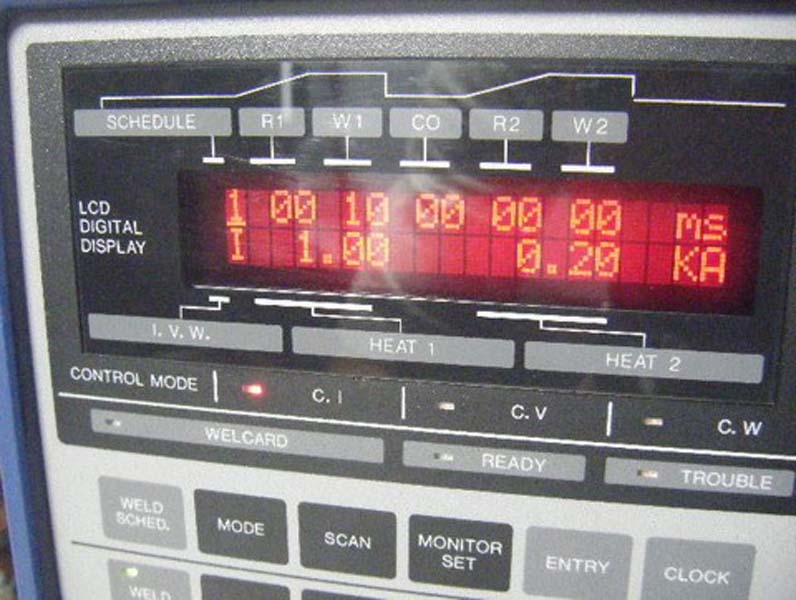 SCHEDULE R1 W1 CO R2 W2
LCD
DIGITAL
DISPLAY
1 00 10 00 00 00 ms
I 1.00 0.20 KA
I. V. W. HEAT 1 HEAT 2
CONTROL MODE C. I C. V C. W
WELCARD READY TROUBLE
WELD
SCHED.
MODE
SCAN
MONITOR
SET
ENTRY
CLOCK
WELD